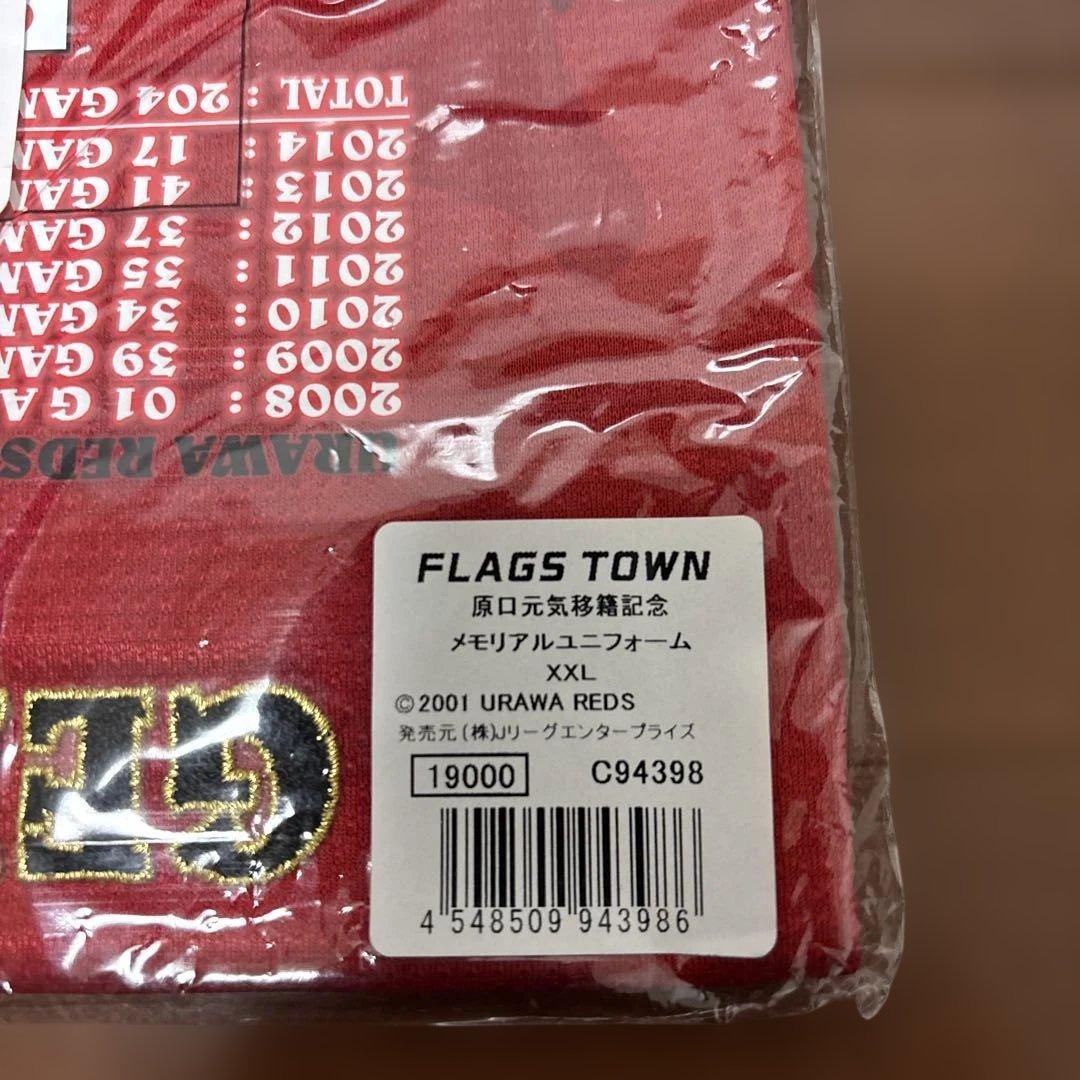 TOTAL : 204 GAM
2014 : 17 GAM
2013 : 41 GAM
2012 : 37 GAM
2011 : 35 GAM
2010 : 34 GAM
2009 : 39 GAM
2008 : 01 GA
URAWA REDS
GE
FLAGS TOWN
原口元気移籍記念
メモリアルユニフォーム
XXL
©2001 URAWA REDS
発売元(株)Jリーグエンタープライズ
19000 C94398
4 548509 943986